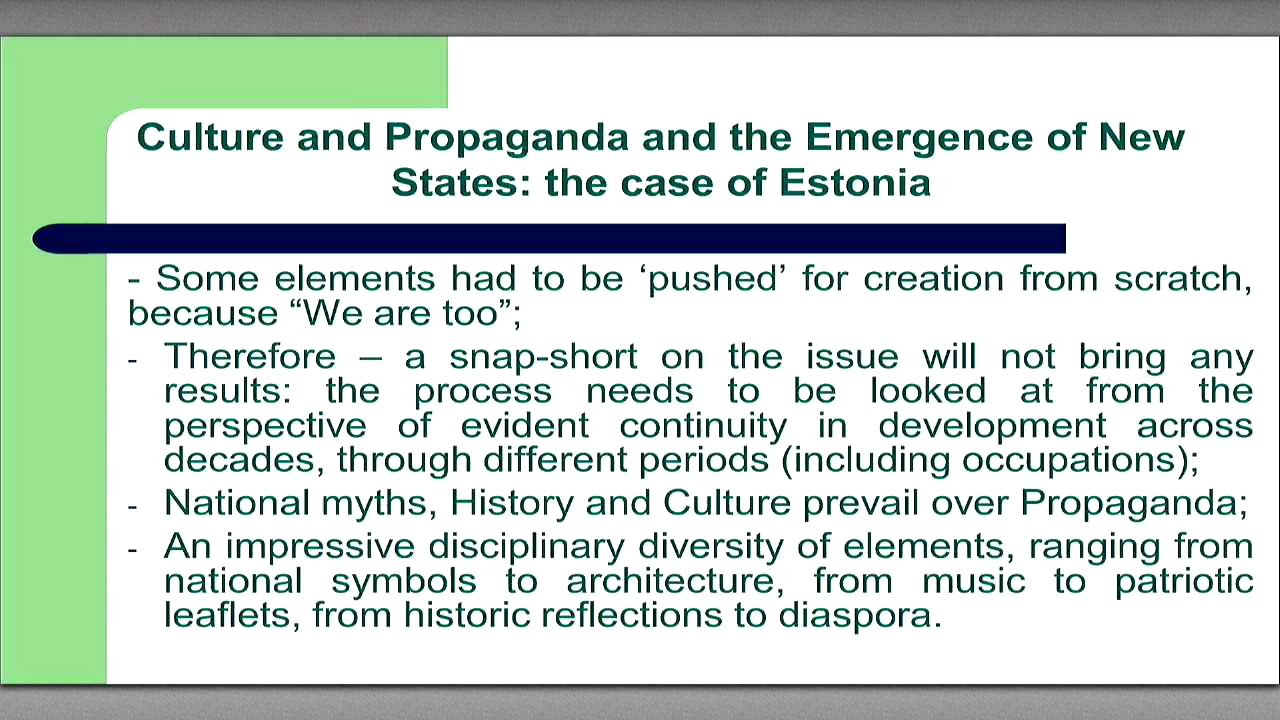 Culture and Propaganda and the Emergence of New
States: the case of Estonia
- Some elements had to be ‘pushed’ for creation from scratch,
because “We are too”;
- Therefore – a snap-short on the issue will not bring any
results: the process needs to be looked at from the
perspective of evident continuity in development across
decades, through different periods (including occupations);
- National myths, History and Culture prevail over Propaganda;
- An impressive disciplinary diversity of elements, ranging from
national symbols to architecture, from music to patriotic
leaflets, from historic reflections to diaspora.